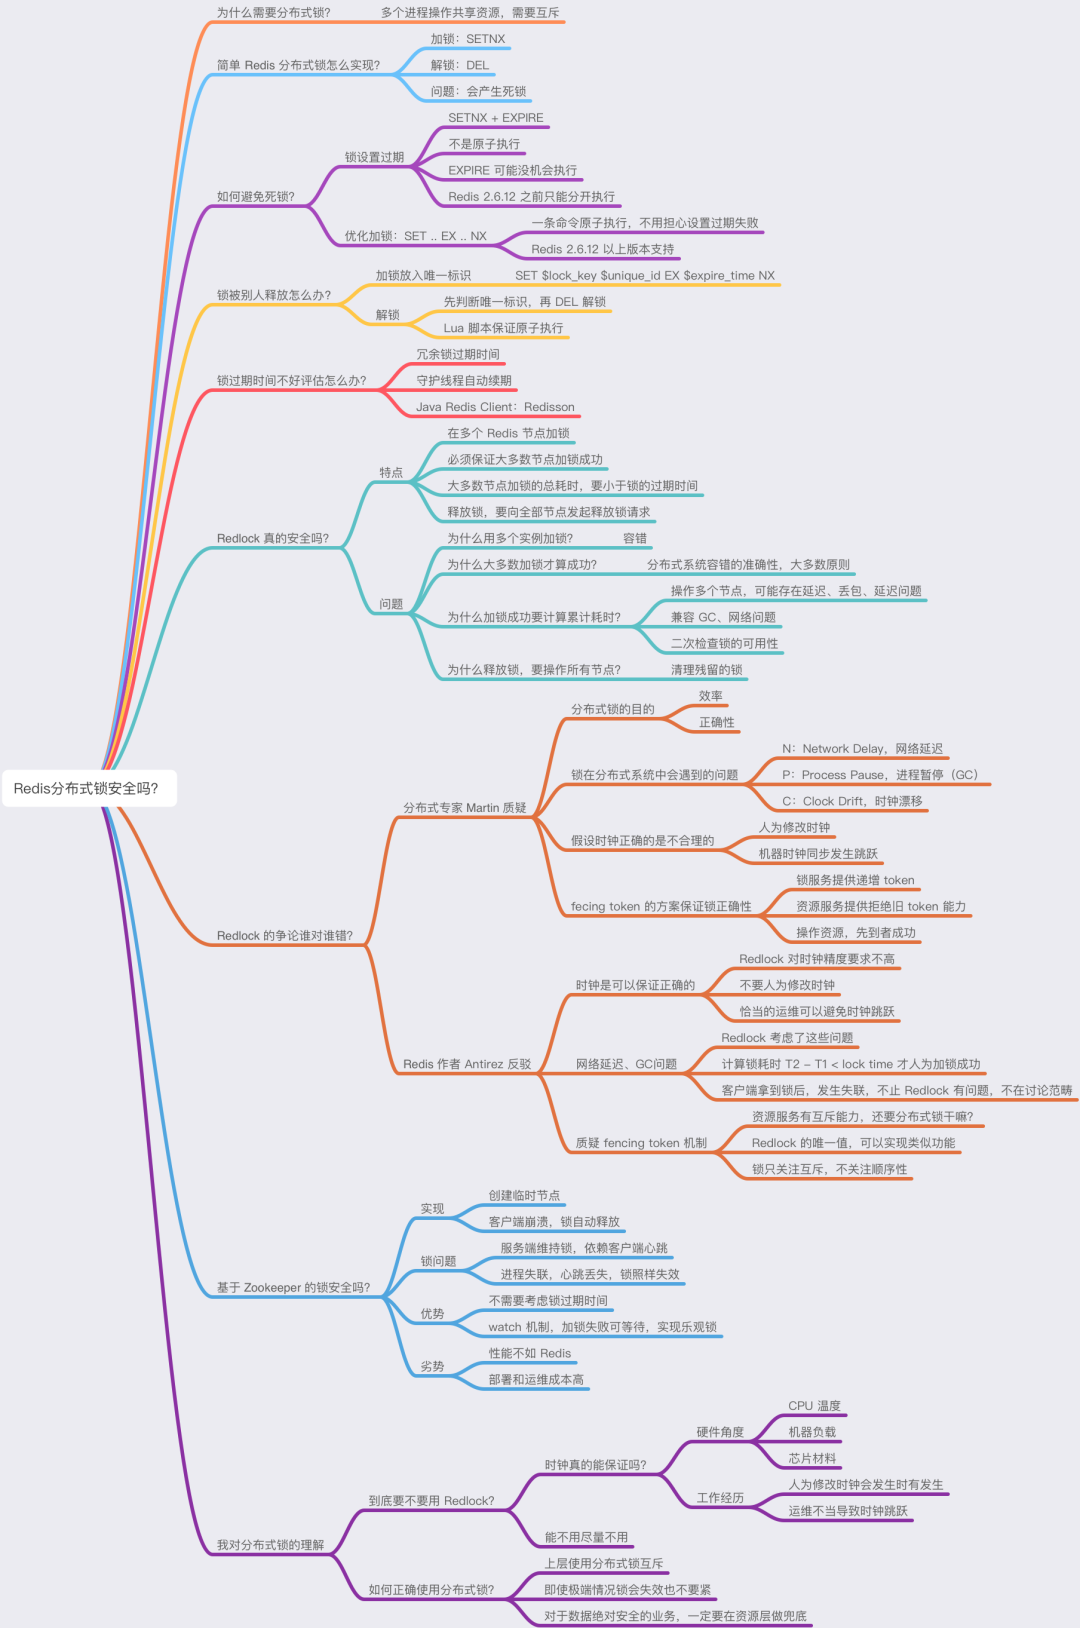 为什么需要分布式锁？
多个进程操作共享资源，需要互斥
简单 Redis 分布式锁怎么实现？
加锁：SETNX
解锁：DEL
问题：会产生死锁
如何避免死锁？
锁设置过期
SETNX + EXPIRE
不是原子执行
EXPIRE 可能没机会执行
Redis 2.6.12 之前只能分开执行
优化加锁：SET .. EX .. NX
一条命令原子执行，不用担心设置过期失败
Redis 2.6.12 以上版本支持
锁被别人释放怎么办？
加锁放入唯一标识
SET $lock_key $unique_id EX $expire_time NX
解锁
先判断唯一标识，再 DEL 解锁
Lua 脚本保证原子执行
锁过期时间不好评估怎么办？
冗余锁过期时间
守护线程自动续期
Java Redis Client：Redisson
Redlock 真的安全吗？
特点
在多个 Redis 节点加锁
必须保证大多数节点加锁成功
大多数节点加锁的总耗时，要小于锁的过期时间
释放锁，要向全部节点发起释放锁请求
问题
为什么用多个实例加锁？
容错
为什么大多数加锁才算成功？
分布式系统容错的准确性，大多数原则
为什么加锁成功要计算累计耗时？
操作多个节点，可能存在延迟、丢包、延迟问题
兼容 GC、网络问题
二次检查锁的可用性
为什么释放锁，要操作所有节点？
清理残留的锁
Redis分布式锁安全吗？
Redlock 的争论谁对谁错？
分布式专家 Martin 质疑
分布式锁的目的
效率
正确性
锁在分布式系统中会遇到的问题
N：Network Delay，网络延迟
P：Process Pause，进程暂停（GC）
C：Clock Drift，时钟漂移
假设时钟正确的是不合理的
人为修改时钟
机器时钟同步发生跳跃
fecing token 的方案保证锁正确性
锁服务提供递增 token
资源服务提供拒绝旧 token 能力
操作资源，先到者成功
Redis 作者 Antirez 反驳
时钟是可以保证正确的
Redlock 对时钟精度要求不高
不要人为修改时钟
恰当的运维可以避免时钟跳跃
网络延迟、GC问题
Redlock 考虑了这些问题
计算锁耗时 T2 - T1 < lock time 才人为加锁成功
客户端拿到锁后，发生失联，不止 Redlock 有问题，不在讨论范畴
质疑 fencing token 机制
资源服务有互斥能力，还要分布式锁干嘛？
Redlock 的唯一值，可以实现类似功能
锁只关注互斥，不关注顺序性
基于 Zookeeper 的锁安全吗？
实现
创建临时节点
客户端崩溃，锁自动释放
锁问题
服务端维持锁，依赖客户端心跳
进程失联，心跳丢失，锁照样失效
优势
不需要考虑锁过期时间
watch 机制，加锁失败可等待，实现乐观锁
劣势
性能不如 Redis
部署和运维成本高
我对分布式锁的理解
到底要不要用 Redlock？
时钟真的能保证吗？
硬件角度
CPU 温度
机器负载
芯片材料
工作经历
人为修改时钟会发生时有发生
运维不当导致时钟跳跃
能不用尽量不用
如何正确使用分布式锁？
上层使用分布式锁互斥
即使极端情况锁会失效也不要紧
对于数据绝对安全的业务，一定要在资源层做兜底